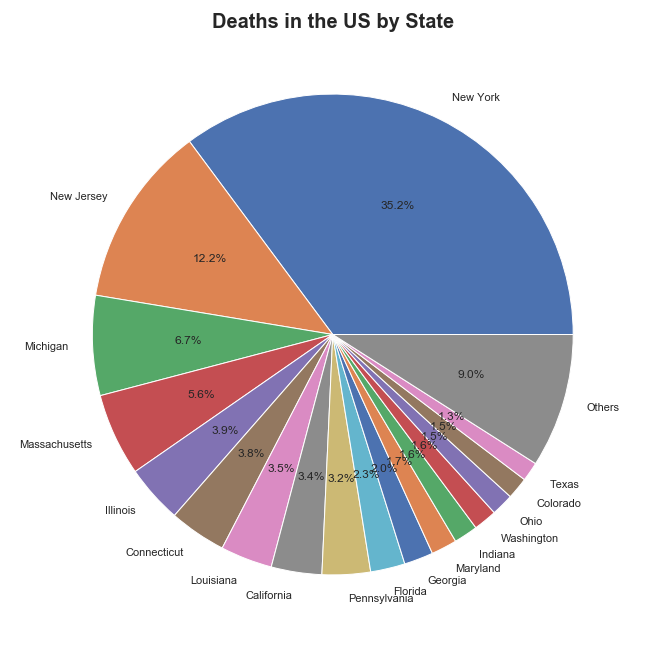 Deaths in the US by State
New York
35.2%
New Jersey
12.2%
Michigan
6.7%
Massachusetts
5.6%
Illinois
3.9%
Connecticut
3.8%
Louisiana
3.5%
California
3.4%
Pennsylvania
3.2%
Florida
2.3%
Georgia
2.0%
Maryland
1.7%
Indiana
1.6%
Washington
1.6%
Ohio
1.5%
Colorado
1.5%
Texas
1.3%
Others
9.0%